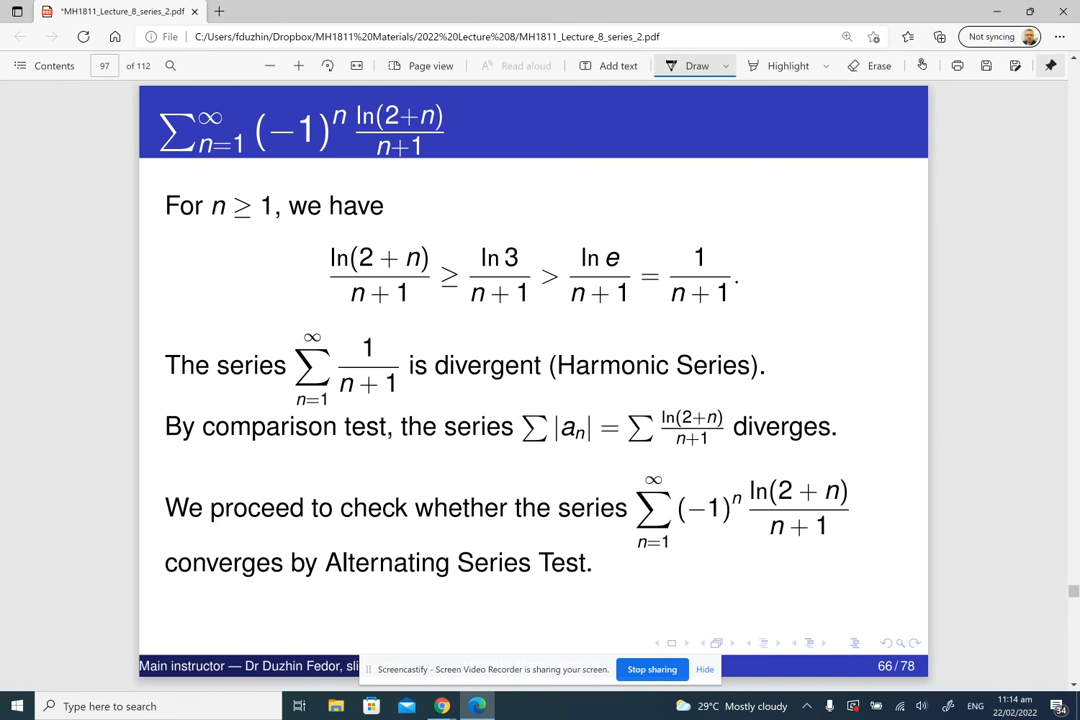 *MH1811_Lecture_8_series_2.pdf
File C:/Users/fduzhin/Dropbox/MH1811%20Materials/2022%20Lecture%208/MH1811_Lecture_8_series_2.pdf Not syncing
Contents 97 of 112 Page view Read aloud Add text Draw Highlight Erase
∑_{n=1}^{∞} (−1)^n ln(2+n)/(n+1)
For n ≥ 1, we have
ln(2 + n)/(n + 1) ≥ ln 3/(n + 1) > ln e/(n + 1) = 1/(n + 1).
The series ∑_{n=1}^{∞} 1/(n + 1) is divergent (Harmonic Series).
By comparison test, the series ∑ |a_n| = ∑ ln(2+n)/(n+1) diverges.
We proceed to check whether the series ∑_{n=1}^{∞} (−1)^n ln(2 + n)/(n + 1)
converges by Alternating Series Test.
Main instructor — Dr Duzhin Fedor, sli 66 / 78
Screencastify - Screen Video Recorder is sharing your screen. Stop sharing Hide
Type here to search 29°C Mostly cloudy ENG 11:14 am
22/02/2022 34